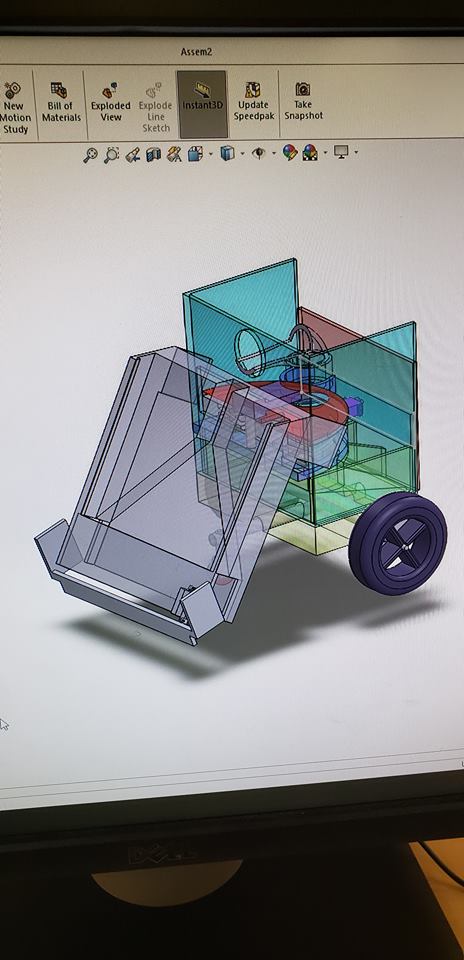 Assem2
New
Motion
Study
Bill of
Materials
Exploded
View
Explode
Line
Sketch
Instant3D
Update
Speedpak
Take
Snapshot
DELL